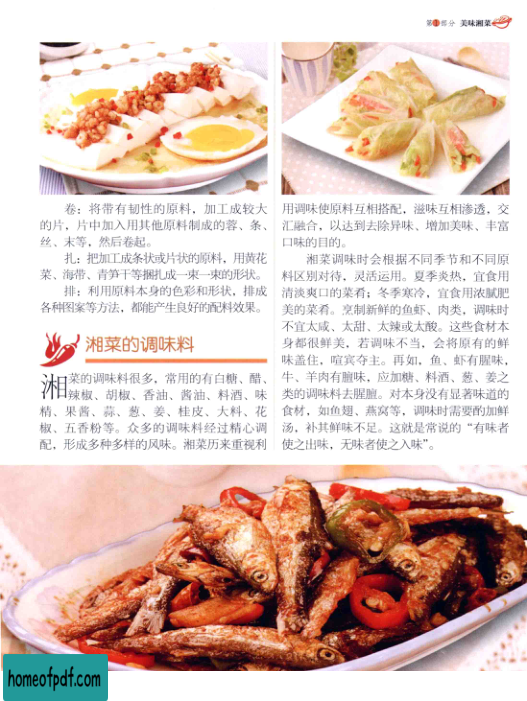 第1部分 美味湘菜
卷：将带有韧性的原料，加工成较大
的片，片中加入用其他原料制成的蓉、条、
丝、末等，然后卷起。
扎：把加工成条状或片状的原料，用黄花
菜、海带、青笋干等捆扎成一束一束的形状。
排：利用原料本身的色彩和形状，排成
各种图案等方法，都能产生良好的配料效果。
湘菜的调味料
湘菜的调味料很多，常用的有白糖、醋、
辣椒、胡椒、香油、酱油、料酒、味
精、果酱、蒜、葱、姜、桂皮、大料、花
椒、五香粉等。众多的调味料经过精心调
配，形成多种多样的风味。湘菜历来重视利
用调味使原料互相搭配，滋味互相渗透，交
汇融合，以达到去除异味、增加美味、丰富
口味的目的。
湘菜调味时会根据不同季节和不同原
料区别对待，灵活运用。夏季炎热，宜食用
清淡爽口的菜肴；冬季寒冷，宜食用浓腻肥
美的菜肴。烹制新鲜的鱼虾、肉类，调味时
不宜太咸、太甜、太辣或太酸。这些食材本
身都很鲜美，若调味不当，会将原有的鲜
味盖住，喧宾夺主。再如，鱼、虾有腥味，
牛、羊肉有膻味，应加糖、料酒、葱、姜之
类的调味料去腥膻。对本身没有显著味道的
食材，如鱼翅、燕窝等，调味时需要酌加鲜
汤，补其鲜味不足。这就是常说的“有味者
使之出味，无味者使之入味”。
homeofpdf.com